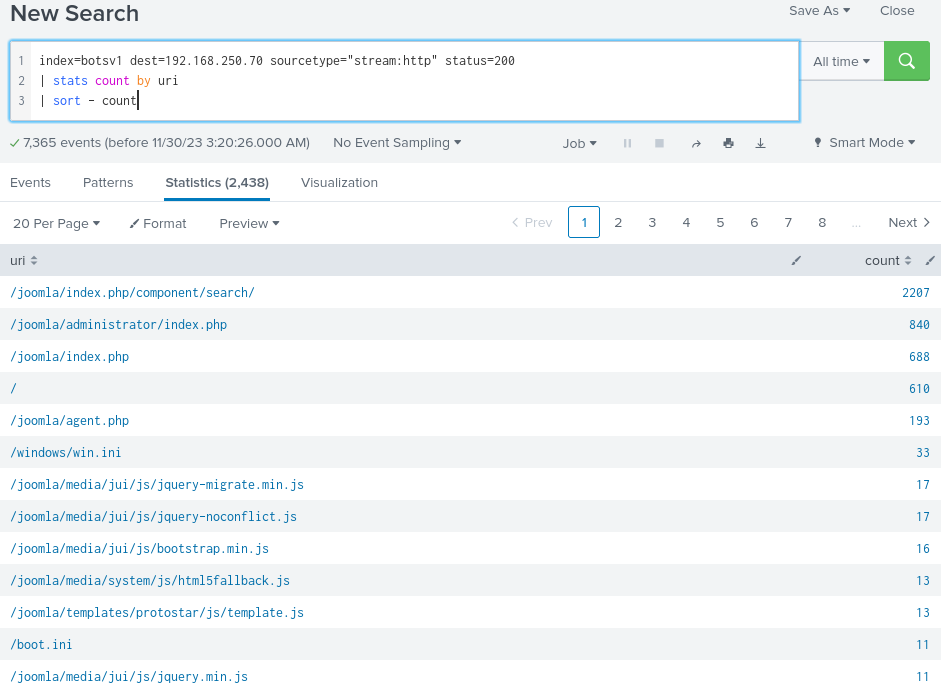 New Search
Save As Close
1 index=botsv1 dest=192.168.250.70 sourcetype="stream:http" status=200
2 | stats count by uri
3 | sort - count
All time
7,365 events (before 11/30/23 3:20:26.000 AM) No Event Sampling Job Smart Mode
Events Patterns Statistics (2,438) Visualization
20 Per Page Format Preview Prev 1 2 3 4 5 6 7 8 ... Next
uri count
/joomla/index.php/component/search/ 2207
/joomla/administrator/index.php 840
/joomla/index.php 688
/ 610
/joomla/agent.php 193
/windows/win.ini 33
/joomla/media/jui/js/jquery-migrate.min.js 17
/joomla/media/jui/js/jquery-noconflict.js 17
/joomla/media/jui/js/bootstrap.min.js 16
/joomla/media/system/js/html5fallback.js 13
/joomla/templates/protostar/js/template.js 13
/boot.ini 11
/joomla/media/jui/js/jquery.min.js 11